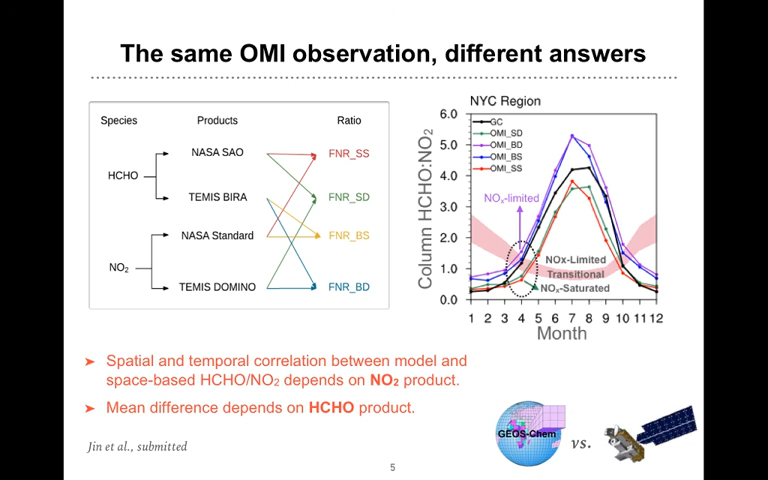 The same OMI observation, different answers
Species Products Ratio
HCHO
NASA SAO
TEMIS BIRA
NO2
NASA Standard
TEMIS DOMINO
FNR_SS
FNR_SD
FNR_BS
FNR_BD
NYC Region
Column HCHO:NO2
6.0
5.0
4.0
3.0
2.0
1.0
0.0
GC
OMI_SD
OMI_BD
OMI_BS
OMI_SS
NOx-limited
NOx-Limited
Transitional
NOx-Saturated
1 2 3 4 5 6 7 8 9 10 11 12
Month
➤ Spatial and temporal correlation between model and
space-based HCHO/NO2 depends on NO2 product.
➤ Mean difference depends on HCHO product.
Jin et al., submitted
GEOS-Chem
vs.
5